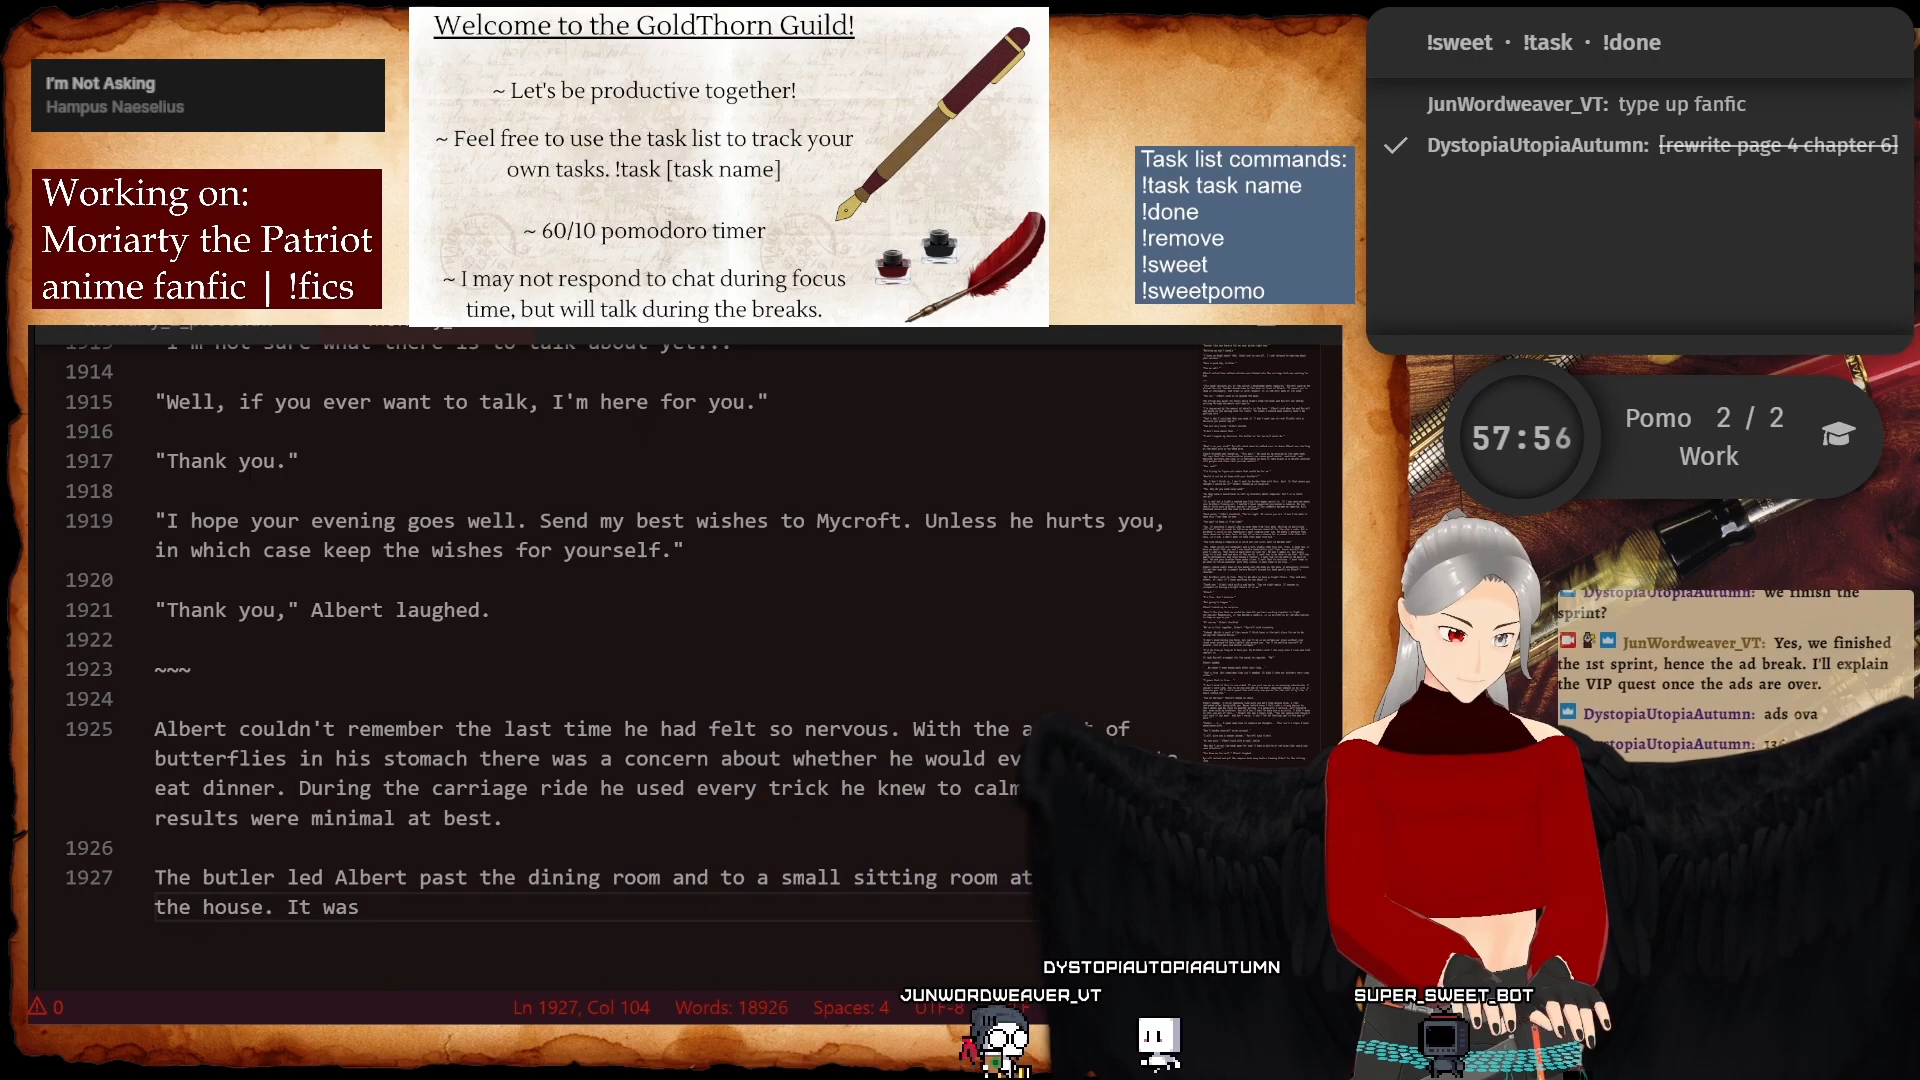 Welcome to the GoldThorn Guild!
~ Let's be productive together!
~ Feel free to use the task list to track your
own tasks. !task [task name]
~ 60/10 pomodoro timer
~ I may not respond to chat during focus
time, but will talk during the breaks.
I'm Not Asking
Hampus Naeselius
Working on:
Moriarty the Patriot
anime fanfic | !fics
Task list commands:
!task task name
!done
!remove
!sweet
!sweetpomo
!sweet · !task · !done
JunWordweaver_VT: type up fanfic
DystopiaUtopiaAutumn: [rewrite page 4 chapter 6]
57:56
Pomo 2 / 2
Work
"I'm not sure what there is to talk about yet..."
1914
1915 "Well, if you ever want to talk, I'm here for you."
1916
1917 "Thank you."
1918
1919 "I hope your evening goes well. Send my best wishes to Mycroft. Unless he hurts you,
in which case keep the wishes for yourself."
1920
1921 "Thank you," Albert laughed.
1922
1923 ~~~
1924
1925 Albert couldn't remember the last time he had felt so nervous. With the a of
butterflies in his stomach there was a concern about whether he would
eat dinner. During the carriage ride he used every trick he knew to calm
results were minimal at best.
1926
1927 The butler led Albert past the dining room and to a small sitting room at
the house. It was
0
Ln 1927, Col 104 Words: 18926 Spaces: 4 UTF-8
DystopiaUtopiaAutumn: we finish the
sprint?
JunWordweaver_VT: Yes, we finished
the 1st sprint, hence the ad break. I'll explain
the VIP quest once the ads are over.
DystopiaUtopiaAutumn: ads ova
DYSTOPIAUTOPIAAUTUMN
JUNWORDWEAVER_VT
SUPER_SWEET_BOT